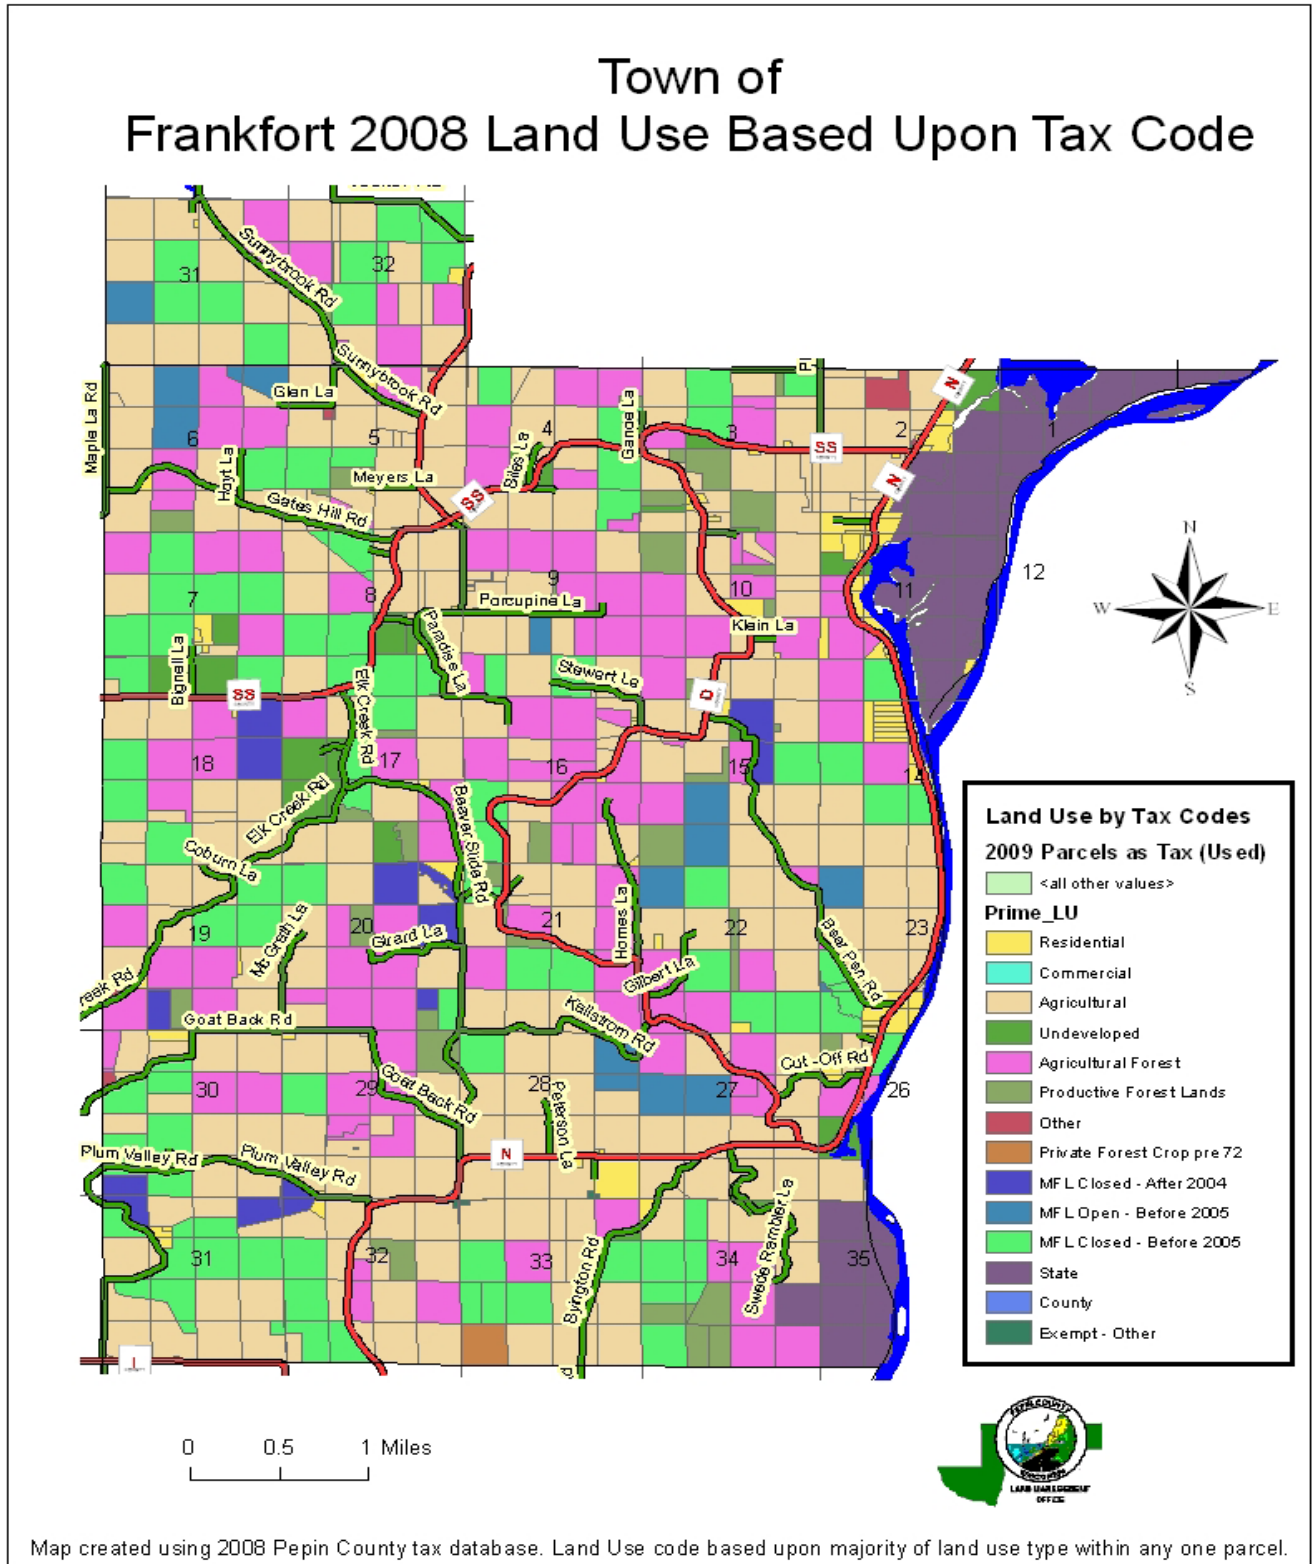 Town of
Frankfort 2008 Land Use Based Upon Tax Code
31
32
Sunnybrook Rd
Sunnybrook Rd
Glen La
Maple La Rd
6
5
4
3
2
1
N
SS
N
Gande La
Biles La
Hoyt La
Meyers La
SS
Gates Hill Rd
N
W
E
S
7
8
9
10
11
12
Porcupine La
Klein La
Paradise La
Bignell La
SS
Elk Creek Rd
Stewart La
D
18
17
16
15
14
Elk Creek Rd
Beaver Slide Rd
Coburn La
19
20
21
22
23
McGrath La
Girard La
Homes La
Gilbert La
Bear Pen Rd
reek Rd
Goat Back Rd
Kallstrom Rd
Cut-Off Rd
30
29
28
27
26
Goat Back Rd
Peterson La
N
Plum Valley Rd
Plum Valley Rd
31
32
33
34
35
Byington Rd
Swede Rambler La
I
Land Use by Tax Codes
2009 Parcels as Tax (Used)
<all other values>
Prime_LU
Residential
Commercial
Agricultural
Undeveloped
Agricultural Forest
Productive Forest Lands
Other
Private Forest Crop pre 72
MFL Closed - After 2004
MFL Open - Before 2005
MFL Closed - Before 2005
State
County
Exempt - Other
0 0.5 1 Miles
PEPIN COUNTY
WISCONSIN
LAND MANAGEMENT
OFFICE
Map created using 2008 Pepin County tax database. Land Use code based upon majority of land use type within any one parcel.